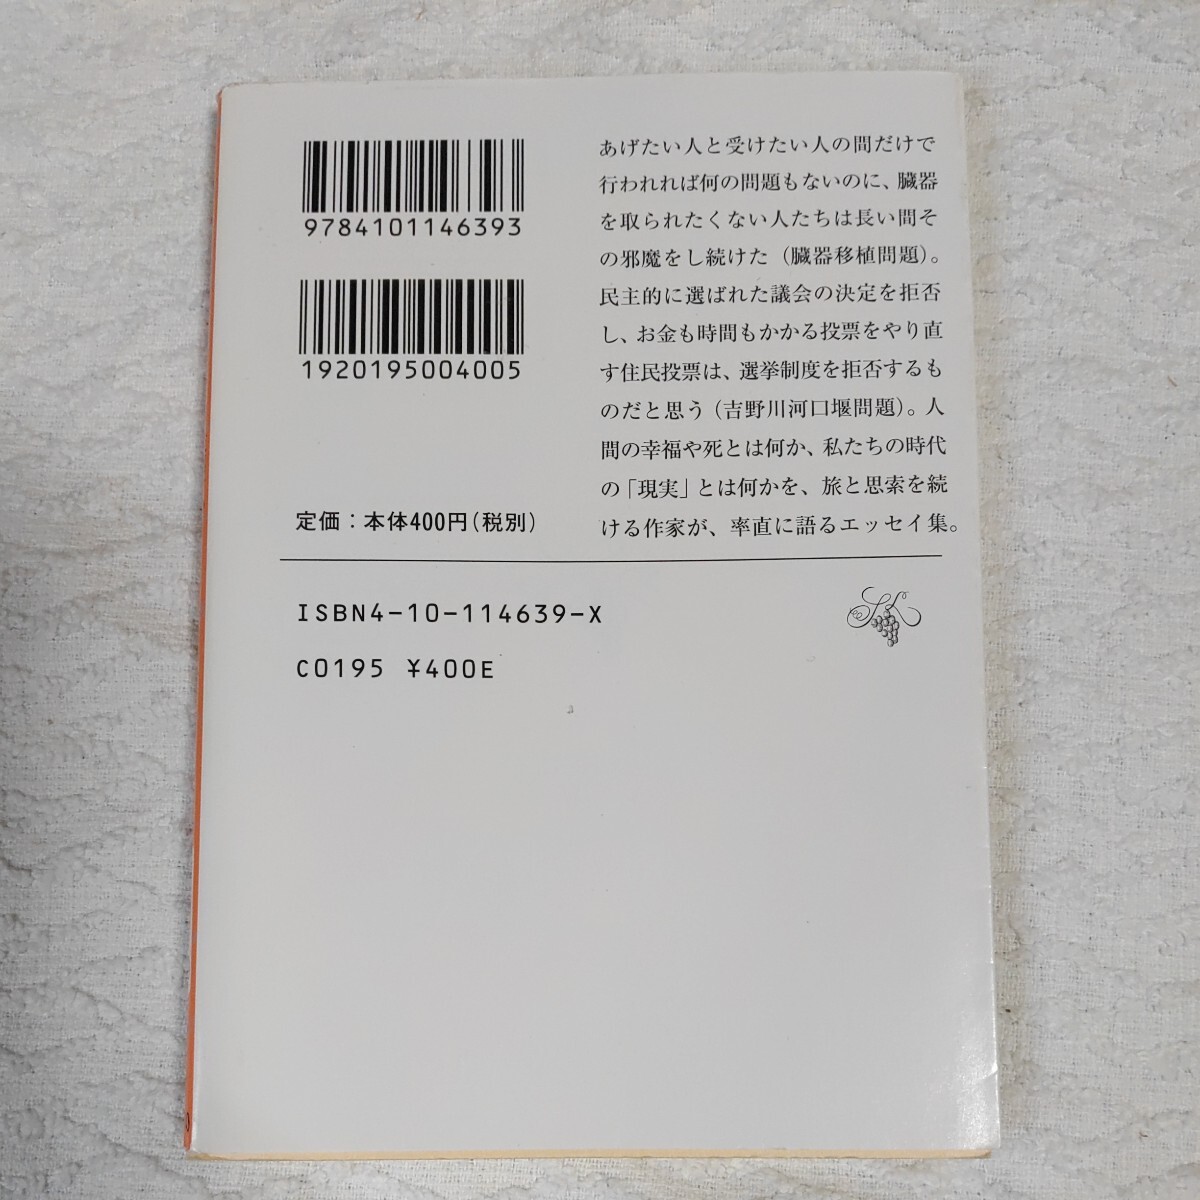 9784101146393
1920195004005
定価：本体400円(税別)
あげたい人と受けたい人の間だけで
行われれば何の問題もないのに、臓器
を取られたくない人たちは長い間そ
の邪魔をし続けた（臓器移植問題）。
民主的に選ばれた議会の決定を拒否
し、お金も時間もかかる投票をやり直
す住民投票は、選挙制度を拒否するも
のだと思う（吉野川河口堰問題）。人
間の幸福や死とは何か、私たちの時代
の「現実」とは何かを、旅と思索を続
ける作家が、率直に語るエッセイ集。
ISBN4-10-114639-X
C0195 ¥400E